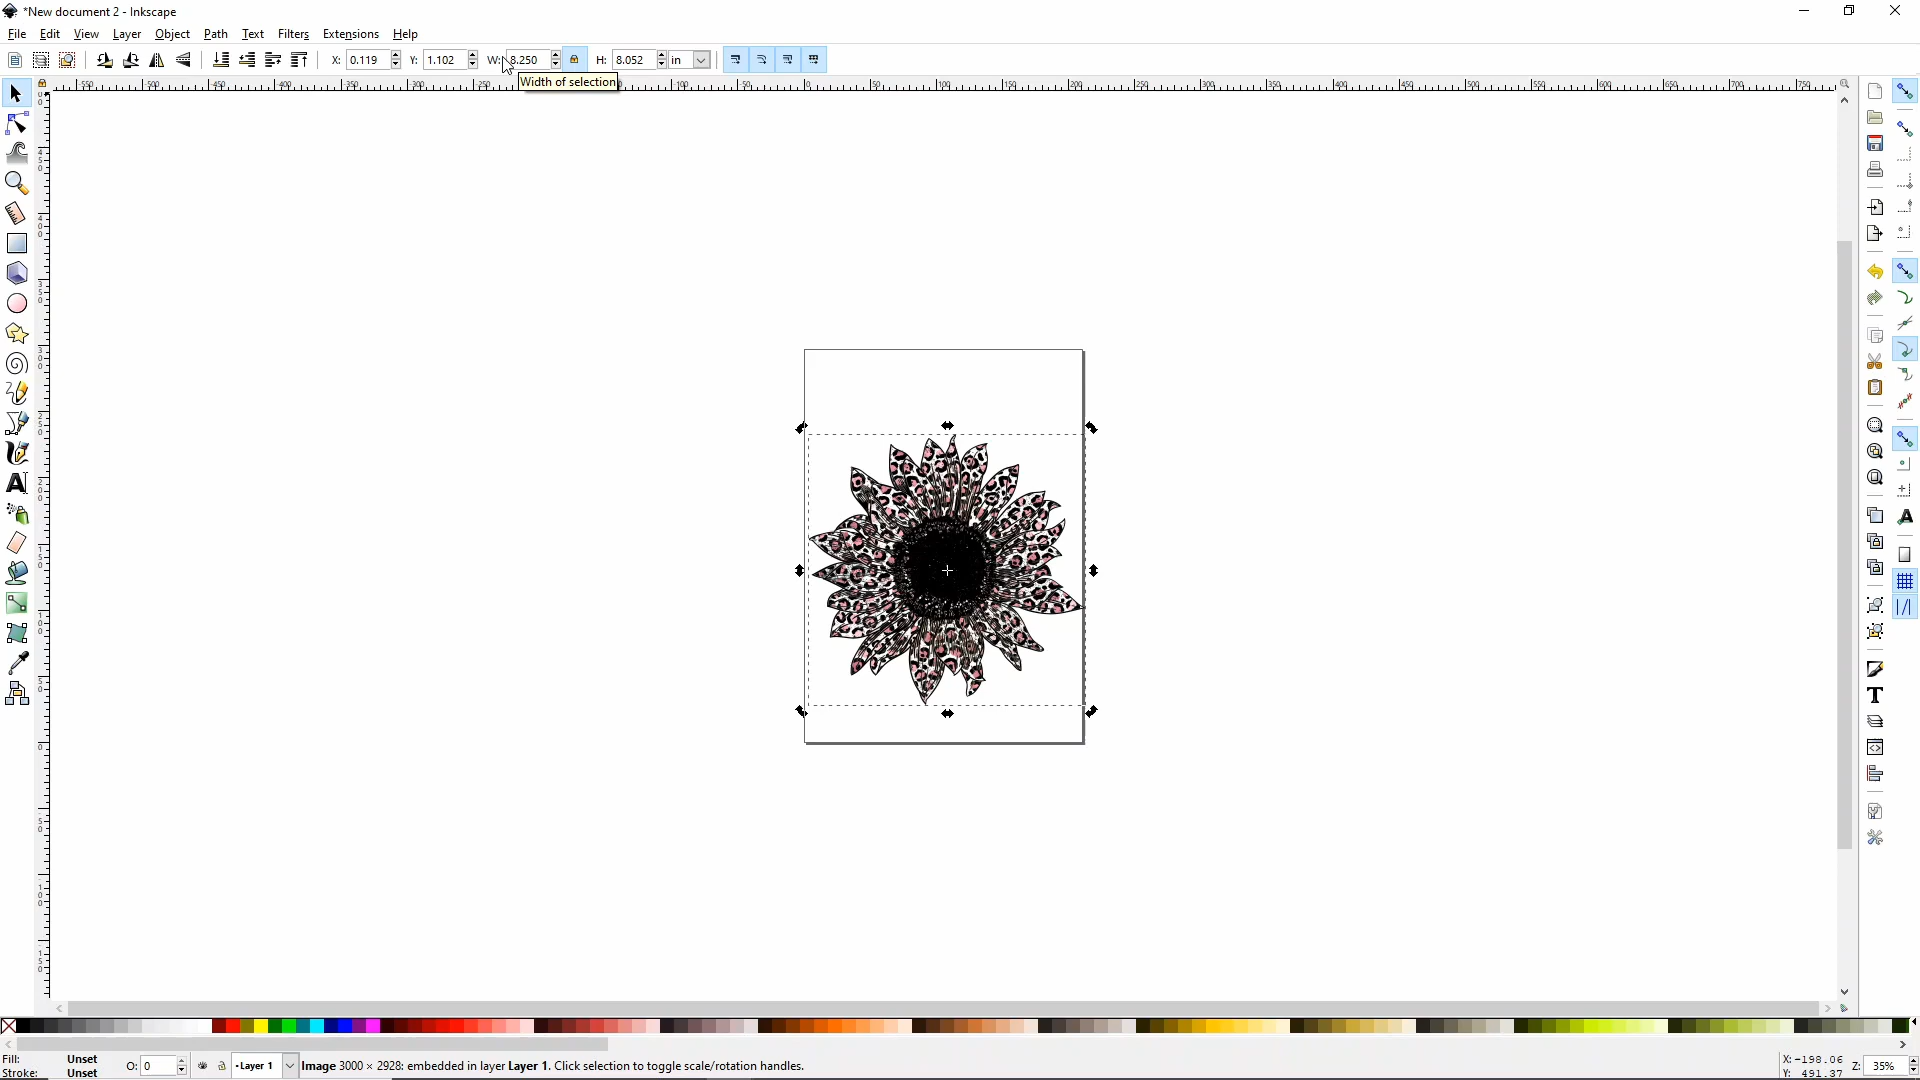 *New document 2 - Inkscape
File Edit View Layer Object Path Text Filters Extensions Help
X: 0.119 Y: 1.102 W: 8.250 H: 8.052 in
Width of selection
Fill: Unset
Stroke: Unset
O: 0
•Layer 1
Image 3000 × 2928: embedded in layer Layer 1. Click selection to toggle scale/rotation handles.
X: -198.06
Y: 491.37
Z: 35%